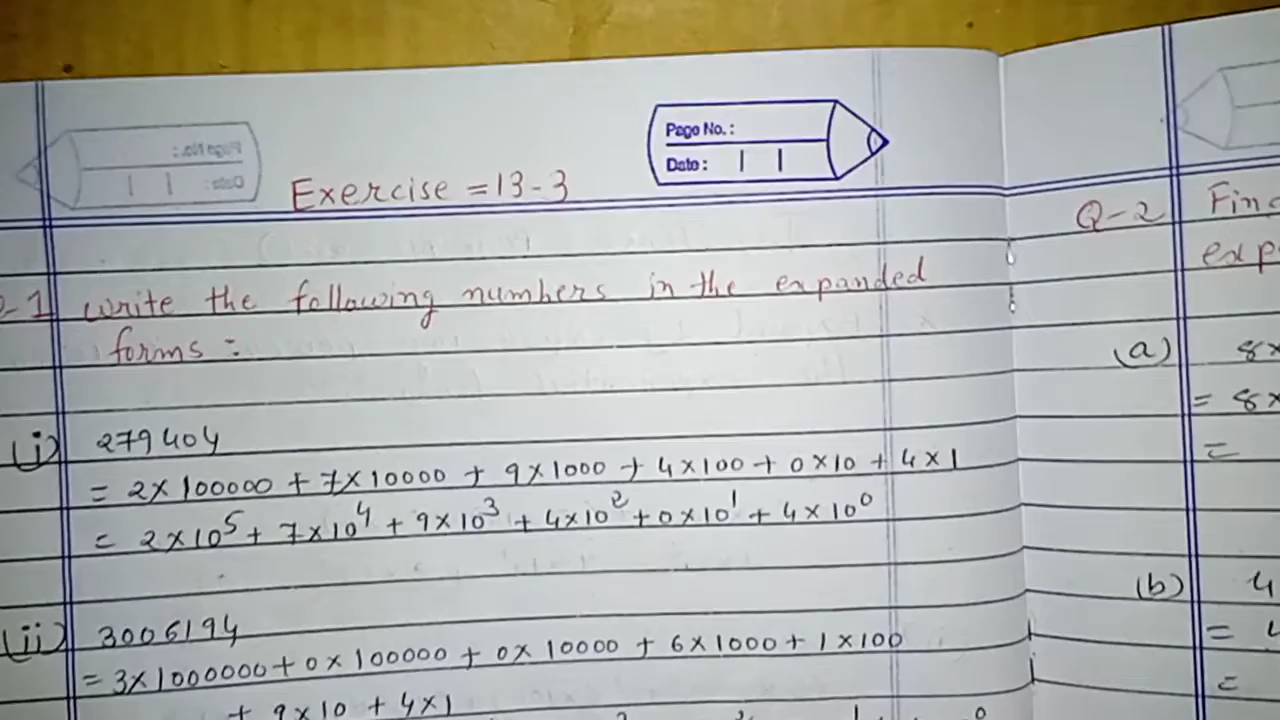 Page No.:
Date:
Exercise = 13-3
-1 Write the following numbers in the expanded
forms :
(i) 279404
= 2×100000 + 7×10000 + 9×1000 + 4×100 + 0×10 + 4×1
= 2×10⁵ + 7×10⁴ + 9×10³ + 4×10² + 0×10¹ + 4×10⁰
(ii) 3006194
= 3×1000000 + 0×100000 + 0×10000 + 6×1000 + 1×100
+ 9×10 + 4×1
Q-2
(a) 8×
= 8×
=
(b) 4
=
=